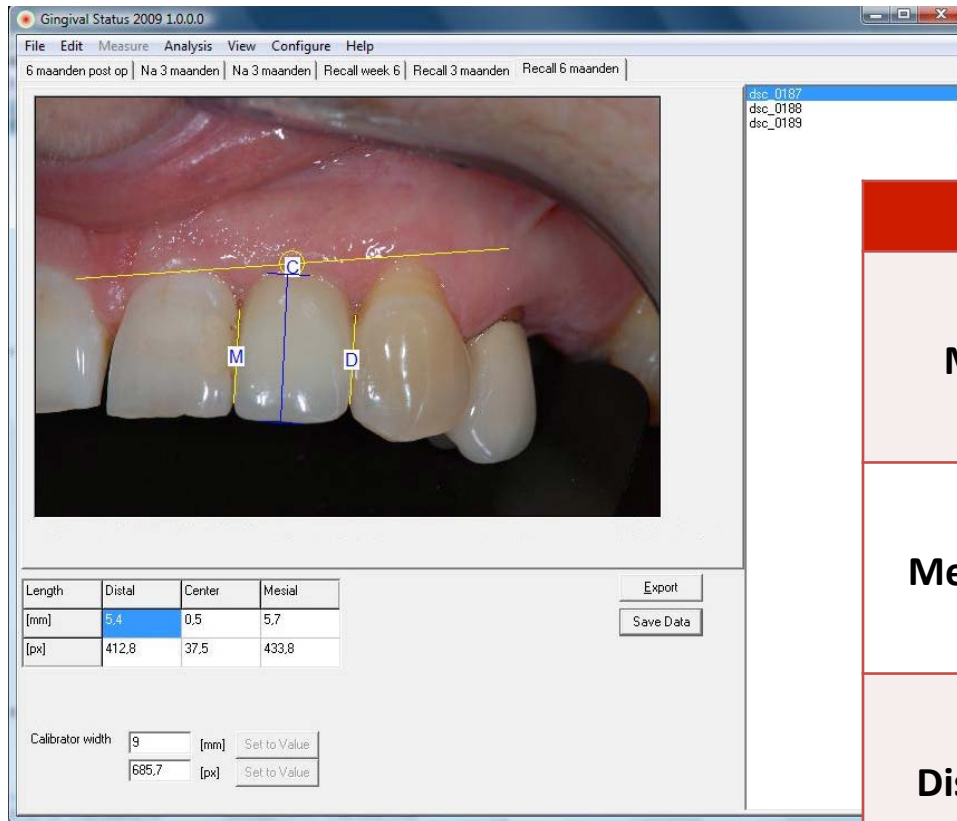 Gingival Status 2009 1.0.0.0
File Edit Measure Analysis View Configure Help
6 maanden post op Na 3 maanden Na 3 maanden Recall week 6 Recall 3 maanden Recall 6 maanden
dsc_0187
dsc_0188
dsc_0189
C
M
D
M
Me
Dis
Length Distal Center Mesial
[mm] 5,4 0,5 5,7
[px] 412,8 37,5 433,8
Export
Save Data
Calibrator width 9 [mm] Set to Value
685,7 [px] Set to Value